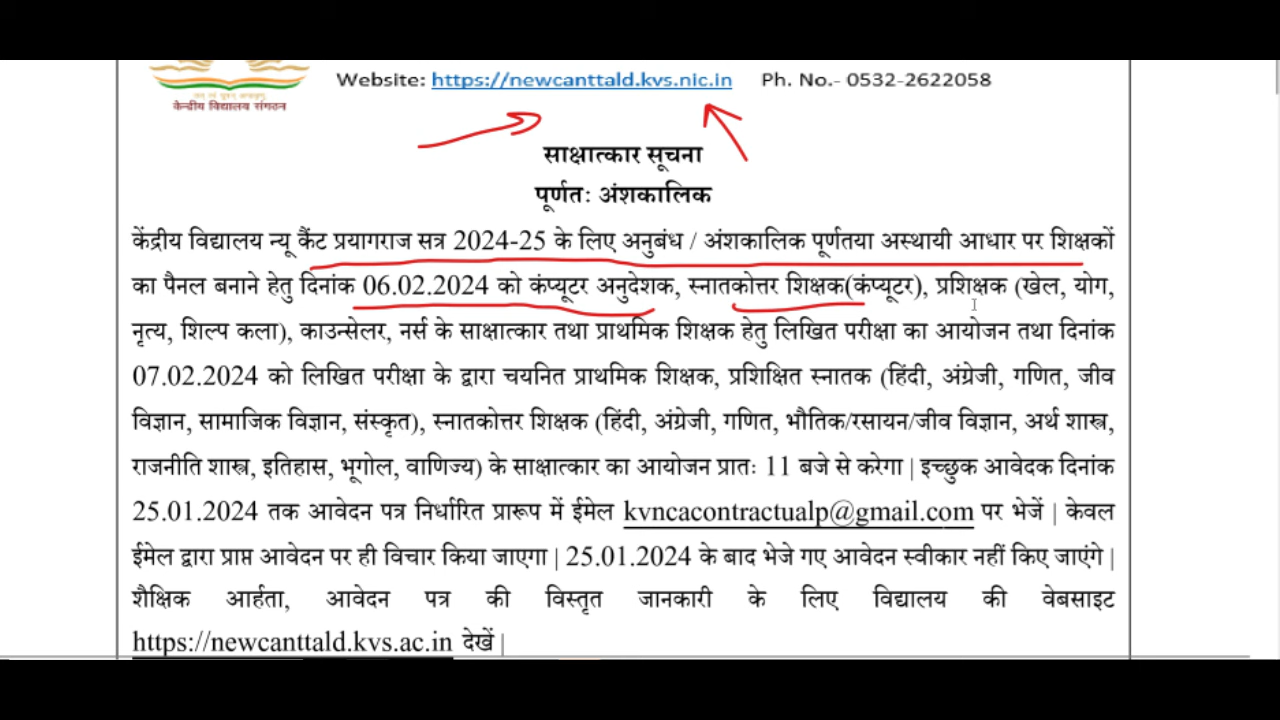 Website: https://newcanttald.kvs.nic.in Ph. No.- 0532-2622058
केन्द्रीय विद्यालय संगठन
साक्षात्कार सूचना
पूर्णतः अंशकालिक
केंद्रीय विद्यालय न्यू कैंट प्रयागराज सत्र 2024-25 के लिए अनुबंध / अंशकालिक पूर्णतया अस्थायी आधार पर शिक्षकों
का पैनल बनाने हेतु दिनांक 06.02.2024 को कंप्यूटर अनुदेशक, स्नातकोत्तर शिक्षक(कंप्यूटर), प्रशिक्षक (खेल, योग,
नृत्य, शिल्प कला), काउन्सेलर, नर्स के साक्षात्कार तथा प्राथमिक शिक्षक हेतु लिखित परीक्षा का आयोजन तथा दिनांक
07.02.2024 को लिखित परीक्षा के द्वारा चयनित प्राथमिक शिक्षक, प्रशिक्षित स्नातक (हिंदी, अंग्रेजी, गणित, जीव
विज्ञान, सामाजिक विज्ञान, संस्कृत), स्नातकोत्तर शिक्षक (हिंदी, अंग्रेजी, गणित, भौतिक/रसायन/जीव विज्ञान, अर्थ शास्त्र,
राजनीति शास्त्र, इतिहास, भूगोल, वाणिज्य) के साक्षात्कार का आयोजन प्रातः 11 बजे से करेगा | इच्छुक आवेदक दिनांक
25.01.2024 तक आवेदन पत्र निर्धारित प्रारूप में ईमेल kvncacontractualp@gmail.com पर भेजें | केवल
ईमेल द्वारा प्राप्त आवेदन पर ही विचार किया जाएगा | 25.01.2024 के बाद भेजे गए आवेदन स्वीकार नहीं किए जाएंगे |
शैक्षिक आर्हता, आवेदन पत्र की विस्तृत जानकारी के लिए विद्यालय की वेबसाइट
https://newcanttald.kvs.ac.in देखें |